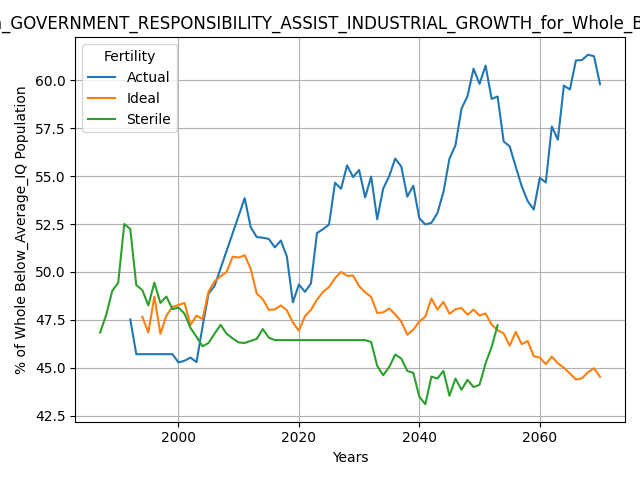 GOVERNMENT_RESPONSIBILITY_ASSIST_INDUSTRIAL_GROWTH_for_Whole_B
Fertility
Actual
Ideal
Sterile
% of Whole Below_Average_IQ Population
60.0
57.5
55.0
52.5
50.0
47.5
45.0
42.5
2000
2020
2040
2060
Years